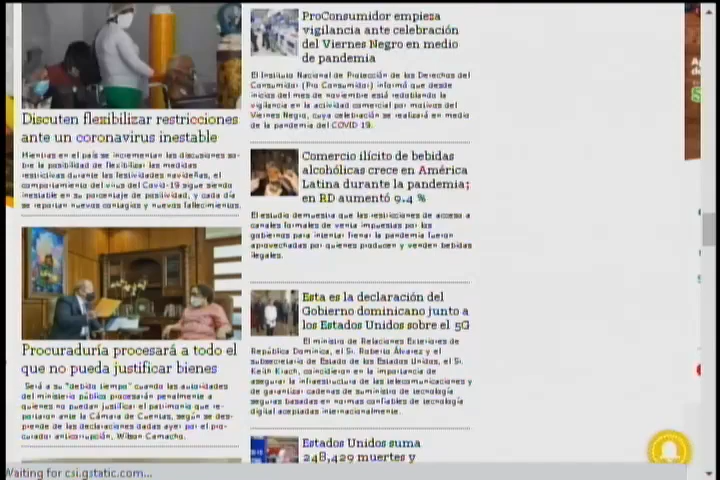 Discuten flexibilizar restricciones
ante un coronavirus inestable
Mientras en el país se incrementan las discusiones so-
bre la posibilidad de flexibilizar las medidas
restrictivas durante las festividades navideñas, el
comportamiento del virus del Covid-19 sigue siendo
inestable en su porcentaje de positividad, y cada día
se reportan nuevos contagios y nuevos fallecimientos.
Procuraduría procesará a todo el
que no pueda justificar bienes
Será a su "debido tiempo" cuando las autoridades
del ministerio público procesarán penalmente a
quienes no puedan justificar el patrimonio que re-
portaron ante la Cámara de Cuentas, según se des-
prende de las declaraciones dadas ayer por el pro-
curador anticorrupción, Wilson Camacho.
ProConsumidor empieza
vigilancia ante celebración
del Viernes Negro en medio
de pandemia
El Instituto Nacional de Protección de los Derechos del
Consumidor (Pro Consumidor) informó que desde
inicios del mes de noviembre está redoblando la
vigilancia en la actividad comercial por motivos del
Viernes Negro, cuya celebración se realizará en medio
de la pandemia del COVID 19.
Comercio ilícito de bebidas
alcohólicas crece en América
Latina durante la pandemia;
en RD aumentó 9.4 %
El estudio demuestra que las restricciones de acceso a
canales formales de venta impuestas por los
gobiernos para intentar frenar la pandemia fueron
aprovechadas por quienes producen y venden bebidas
ilegales.
Esta es la declaración del
Gobierno dominicano junto a
los Estados Unidos sobre el 5G
El ministro de Relaciones Exteriores de
República Dominica, el Sr. Roberto Álvarez y el
subsecretario de Estado de los Estados Unidos, el Sr.
Keith Krach, coincidieron en la importancia de
asegurar la infraestructura de las telecomunicaciones y
de garantizar cadenas de suministro de tecnología
seguras basadas en normas confiables de tecnología
digital aceptadas internacionalmente.
Estados Unidos suma
248,429 muertes y
Waiting for csi.gstatic.com...